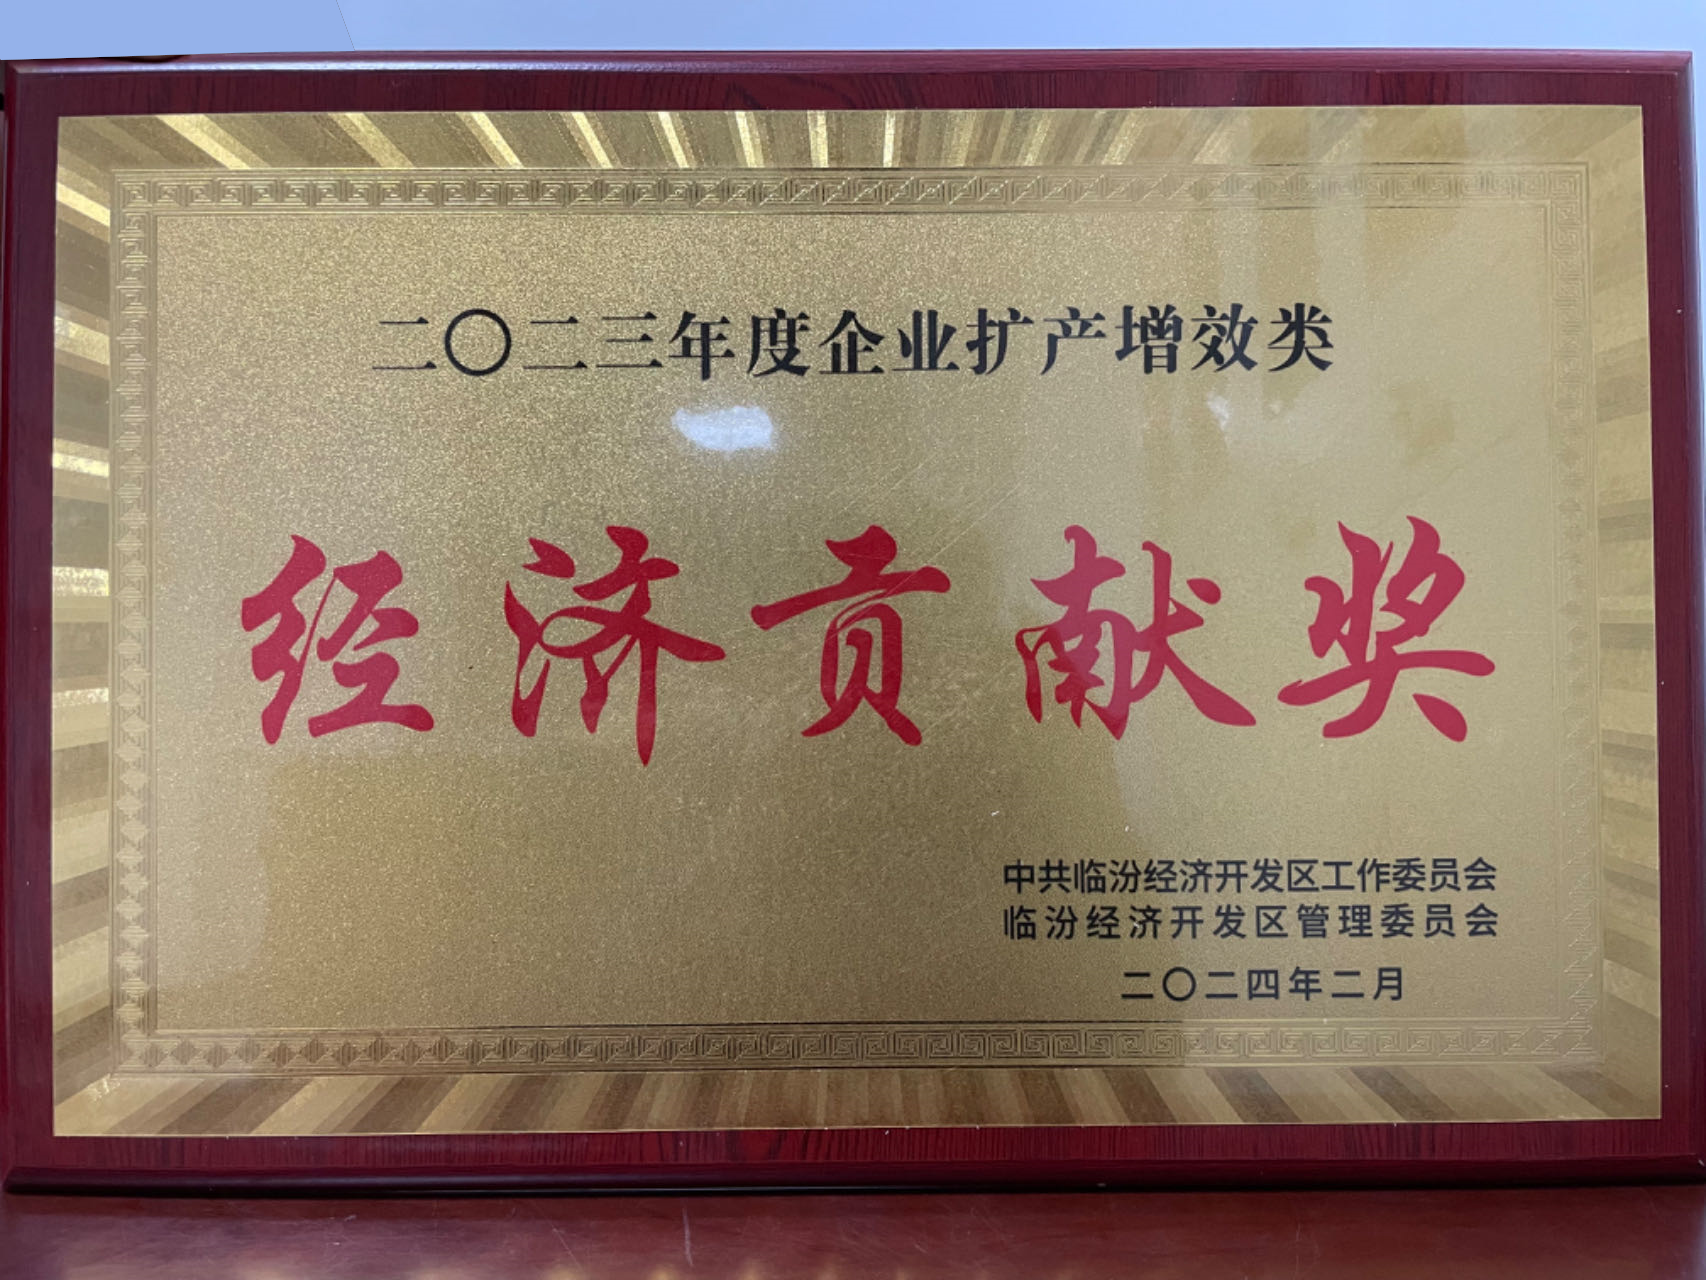 二〇二三年度企业扩产增效类
经济贡献奖
中共临汾经济开发区工作委员会
临汾经济开发区管理委员会
二〇二四年二月